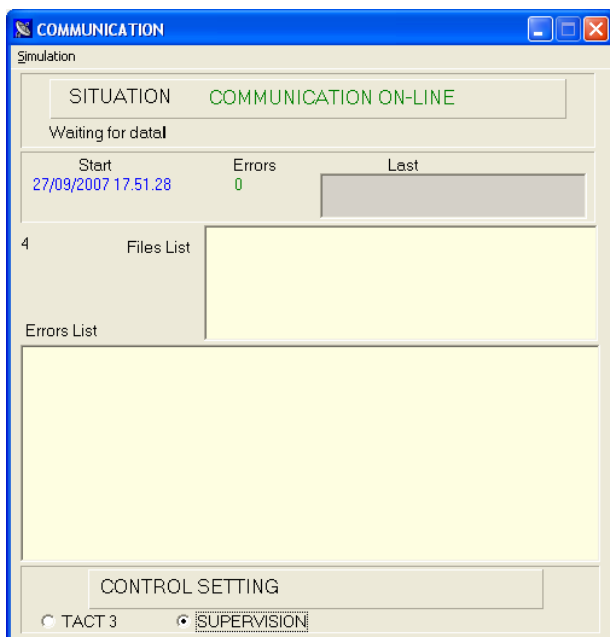 COMMUNICATION
Simulation
SITUATION COMMUNICATION ON-LINE
Waiting for data!
Start Errors Last
27/09/2007 17.51.28 0
4 Files List
Errors List
CONTROL SETTING
TACT 3 SUPERVISION